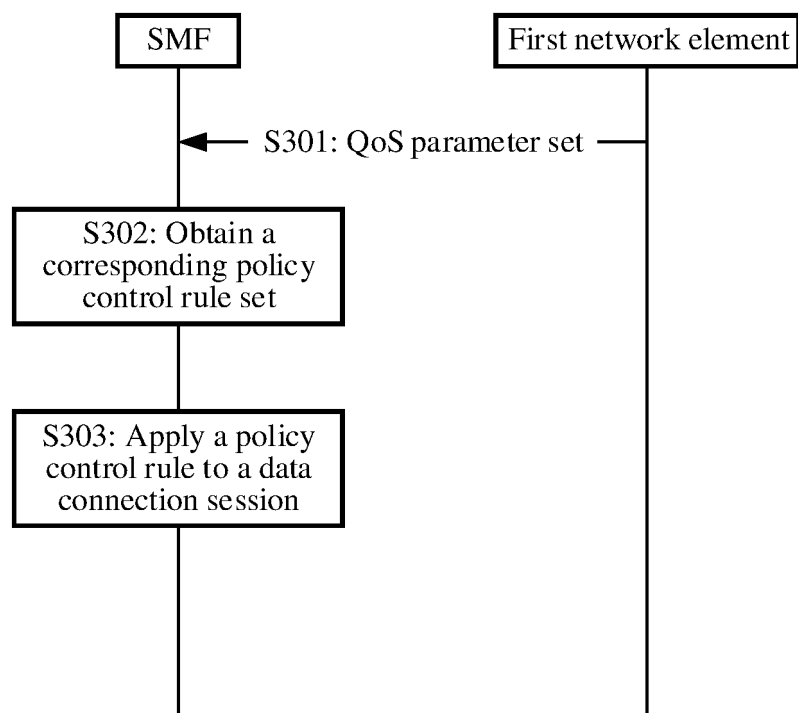 SMF
First network element
S301: QoS parameter set
S302: Obtain a
corresponding policy
control rule set
S303: Apply a policy
control rule to a data
connection session